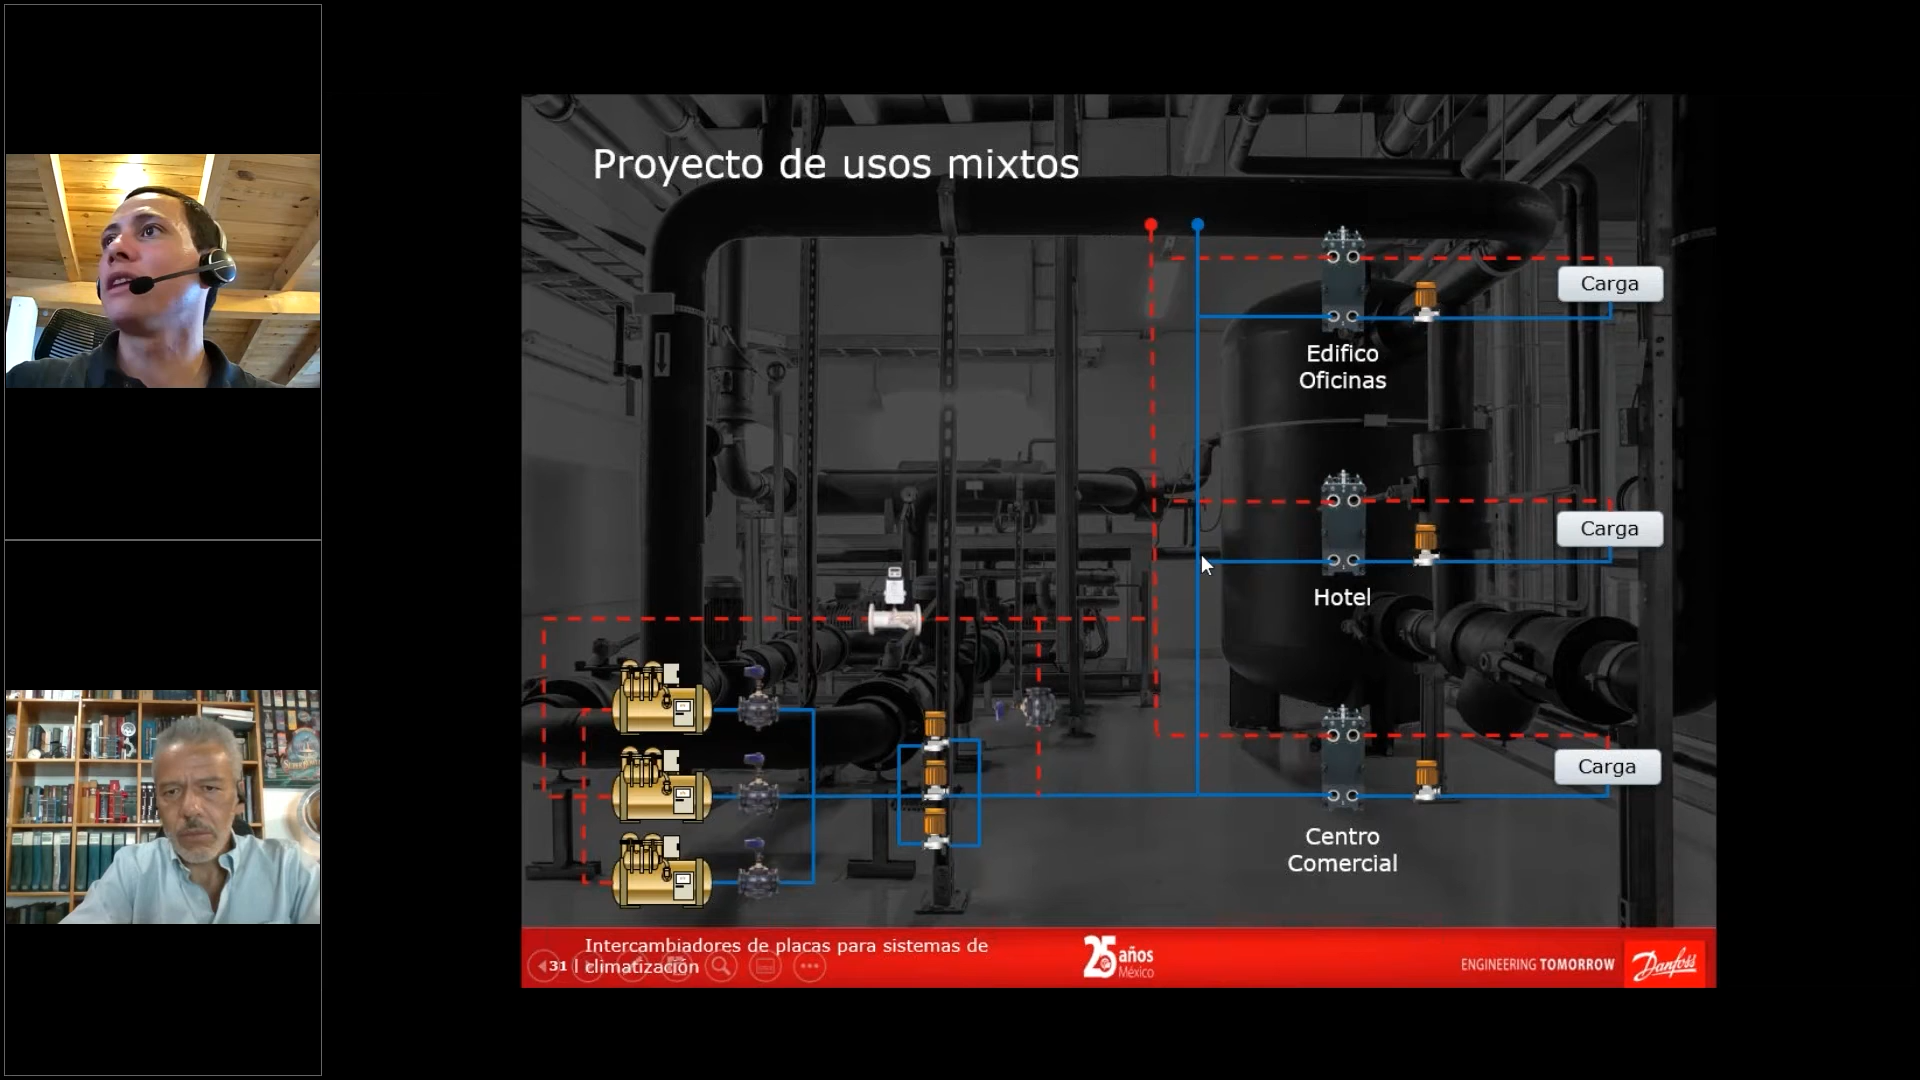 Proyecto de usos mixtos
Carga
Edifico
Oficinas
Carga
Hotel
Carga
Centro
Comercial
Intercambiadores de placas para sistemas de
climatización
31
25 años
México
ENGINEERING TOMORROW
Danfoss